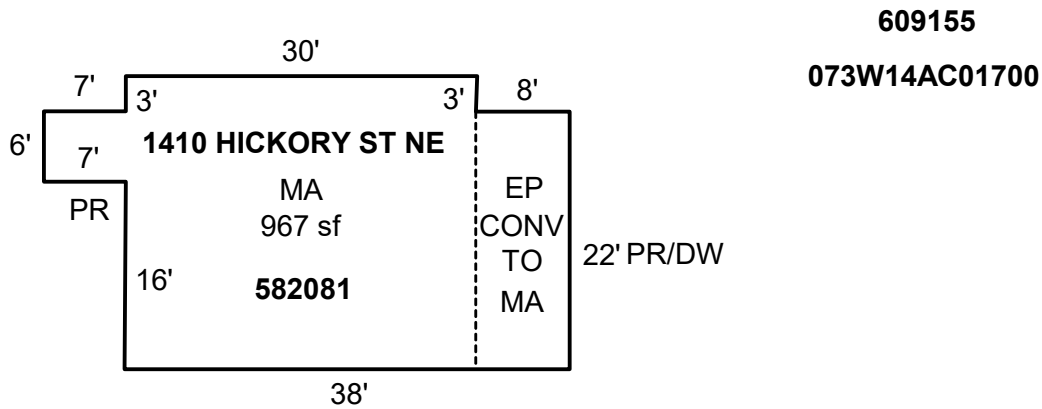 609155
073W14AC01700
30'
7'
3'
3'
8'
6'
7'
1410 HICKORY ST NE
MA
967 sf
582081
PR
16'
EP
CONV
TO
MA
22' PR/DW
38'